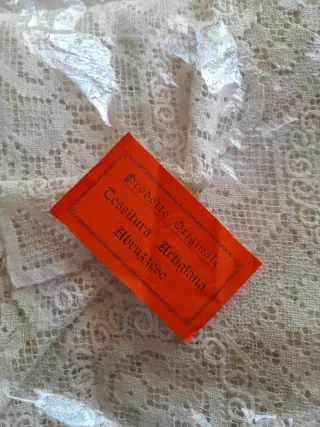 Prodotto Originale
Tessitura Artigiana
Abruzzese